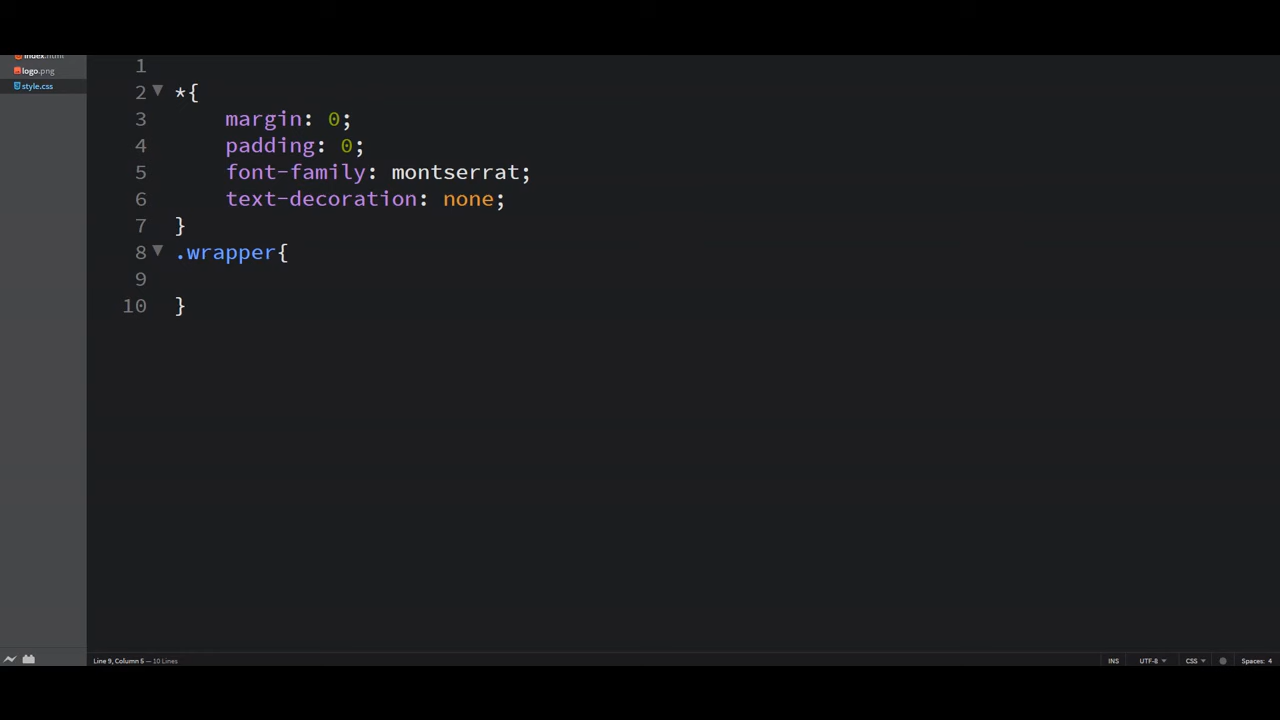 index.html
logo.png
style.css
1
2 *{
3 margin: 0;
4 padding: 0;
5 font-family: montserrat;
6 text-decoration: none;
7 }
8 .wrapper{
9
10 }
Line 9, Column 5 — 10 Lines
INS UTF-8 CSS Spaces: 4